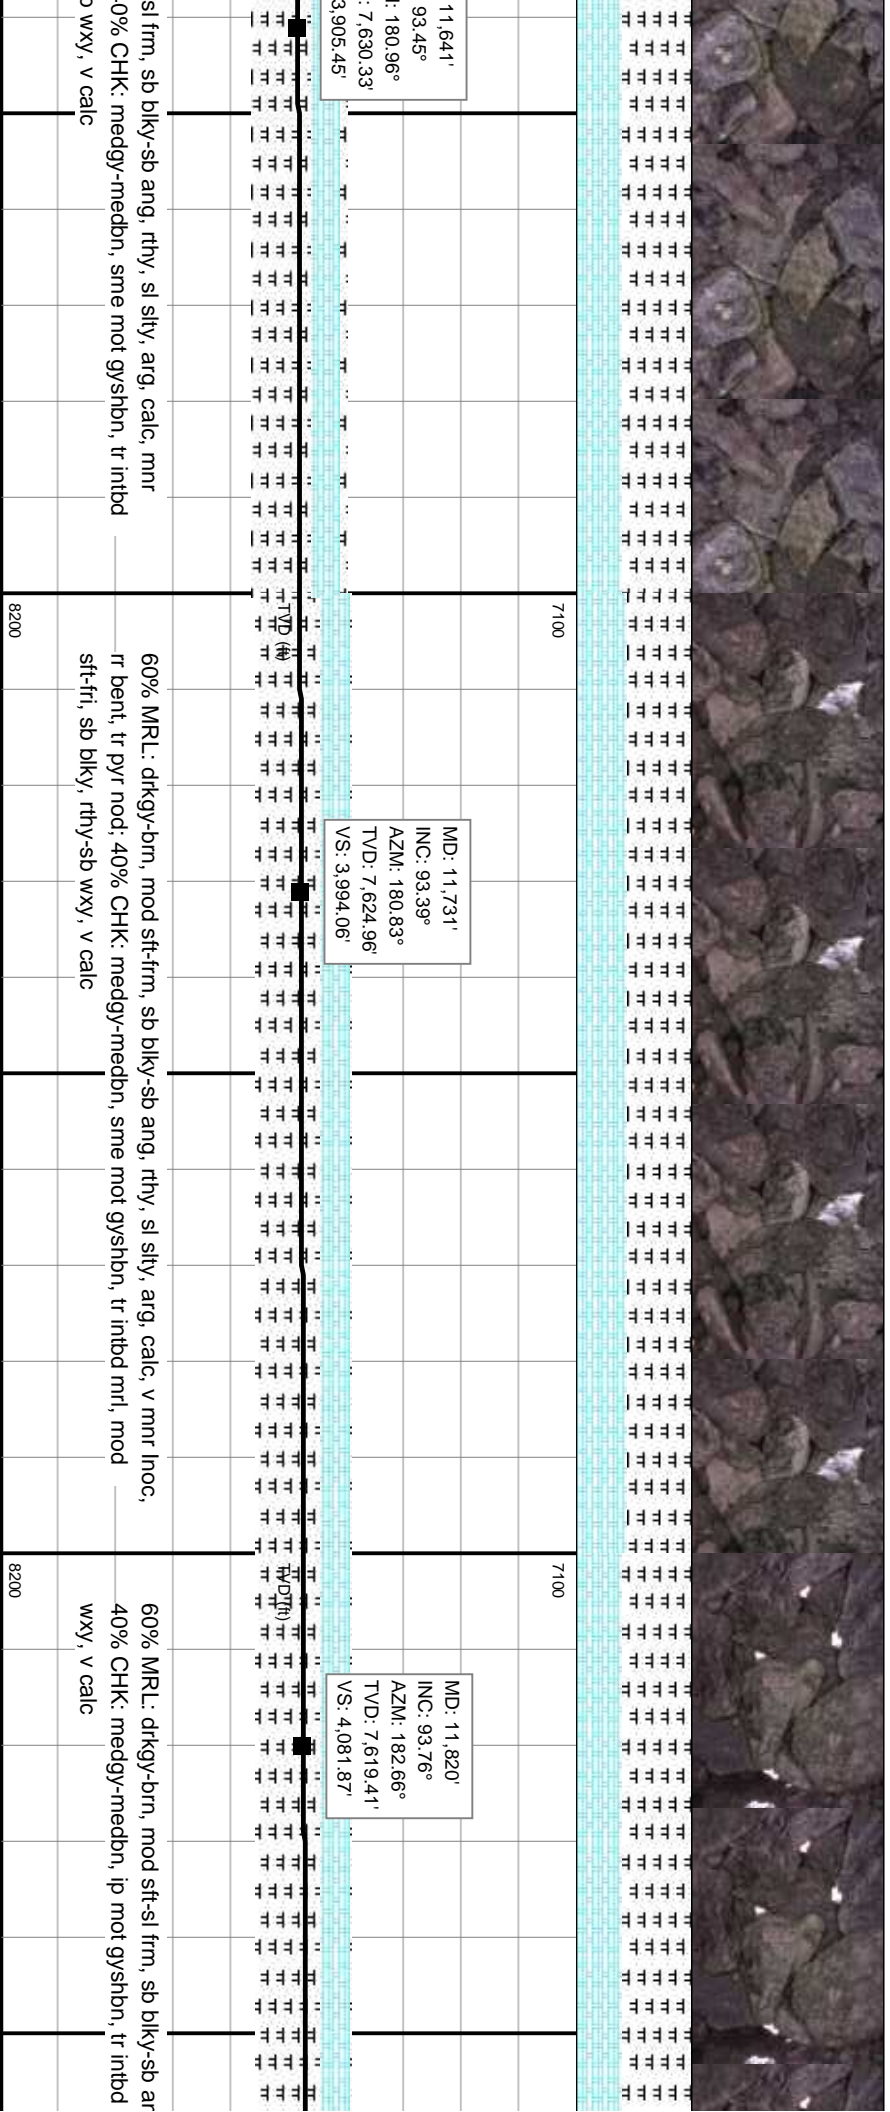 11,641'
93.45°
: 180.96°
: 7,630.33'
3,905.45'
sl frm, sb blky-sb ang, rthy, sl slty, arg, calc, mnr
0% CHK: medgy-medbn, sme mot gyshbn, tr intbd
wxy, v calc
7100
TVD (ft)
8200
MD: 11,731'
INC: 93.39°
AZM: 180.83°
TVD: 7,624.96'
VS: 3,994.06'
60% MRL: drkgy-brn, mod sft-frm, sb blky-sb ang, rthy, sl slty, arg, calc, v mnr Inoc,
rr bent, tr pyr nod; 40% CHK: medgy-medbn, sme mot gyshbn, tr intbd mrl, mod
sft-fri, sb blky, rthy-sb wxy, v calc
7100
TVD (ft)
8200
MD: 11,820'
INC: 93.76°
AZM: 182.66°
TVD: 7,619.41'
VS: 4,081.87'
60% MRL: drkgy-brn, mod sft-sl frm, sb blky-sb
40% CHK: medgy-medbn, ip mot gyshbn, tr intbd
wxy, v calc